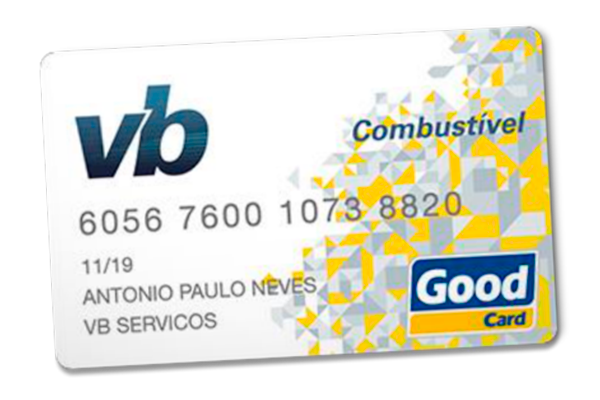 vb
Combustível
6056 7600 1073 8820
11/19
ANTONIO PAULO NEVES
VB SERVICOS
Good
Card